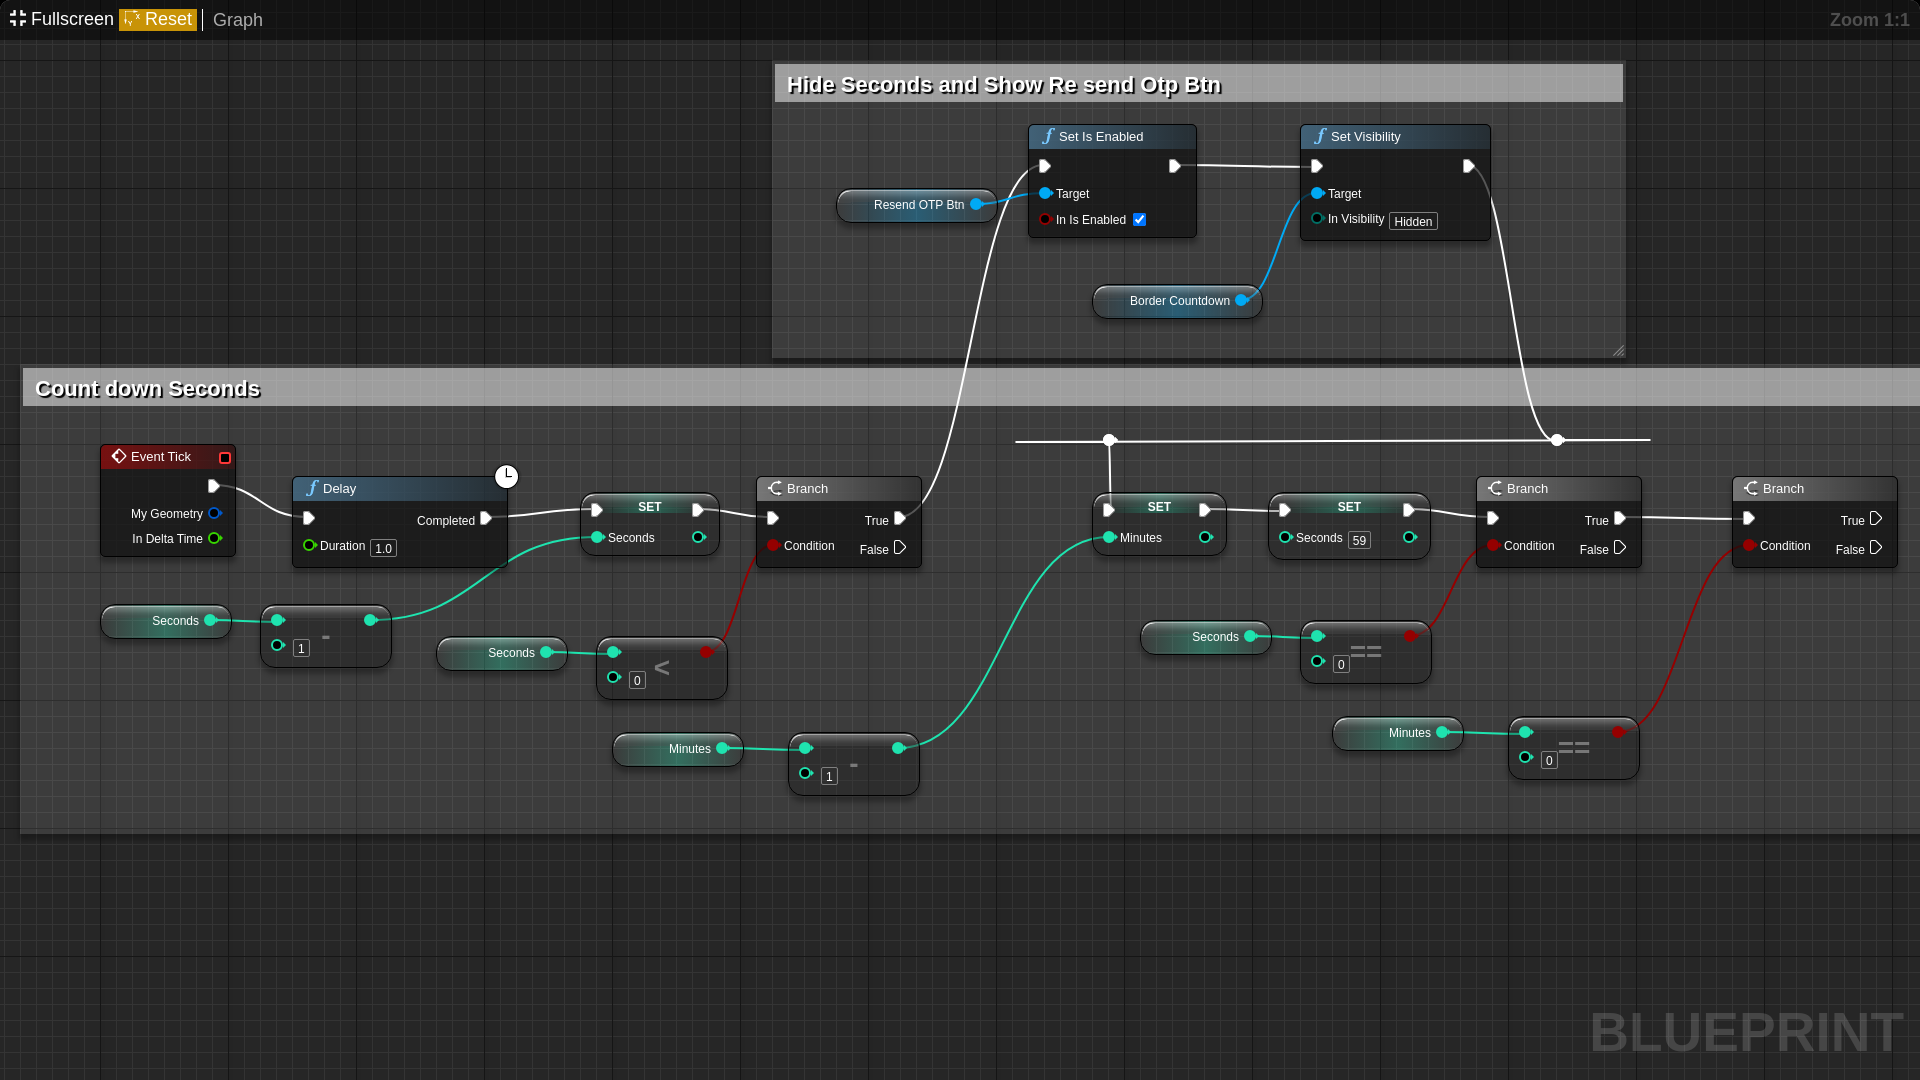 Fullscreen Reset Graph Zoom 1:1
Hide Seconds and Show Re send Otp Btn
Set Is Enabled
Target
In Is Enabled
Set Visibility
Target
In Visibility Hidden
Resend OTP Btn
Border Countdown
Count down Seconds
Event Tick
My Geometry
In Delta Time
Delay
Completed
Duration 1.0
SET
Seconds
Branch
True
Condition
False
SET
Minutes
SET
Seconds 59
Branch
True
Condition
False
Branch
True
Condition
False
Seconds
1 -
Seconds
0 <
Minutes
1 -
Seconds
0 ==
Minutes
0 ==
BLUEPRINT